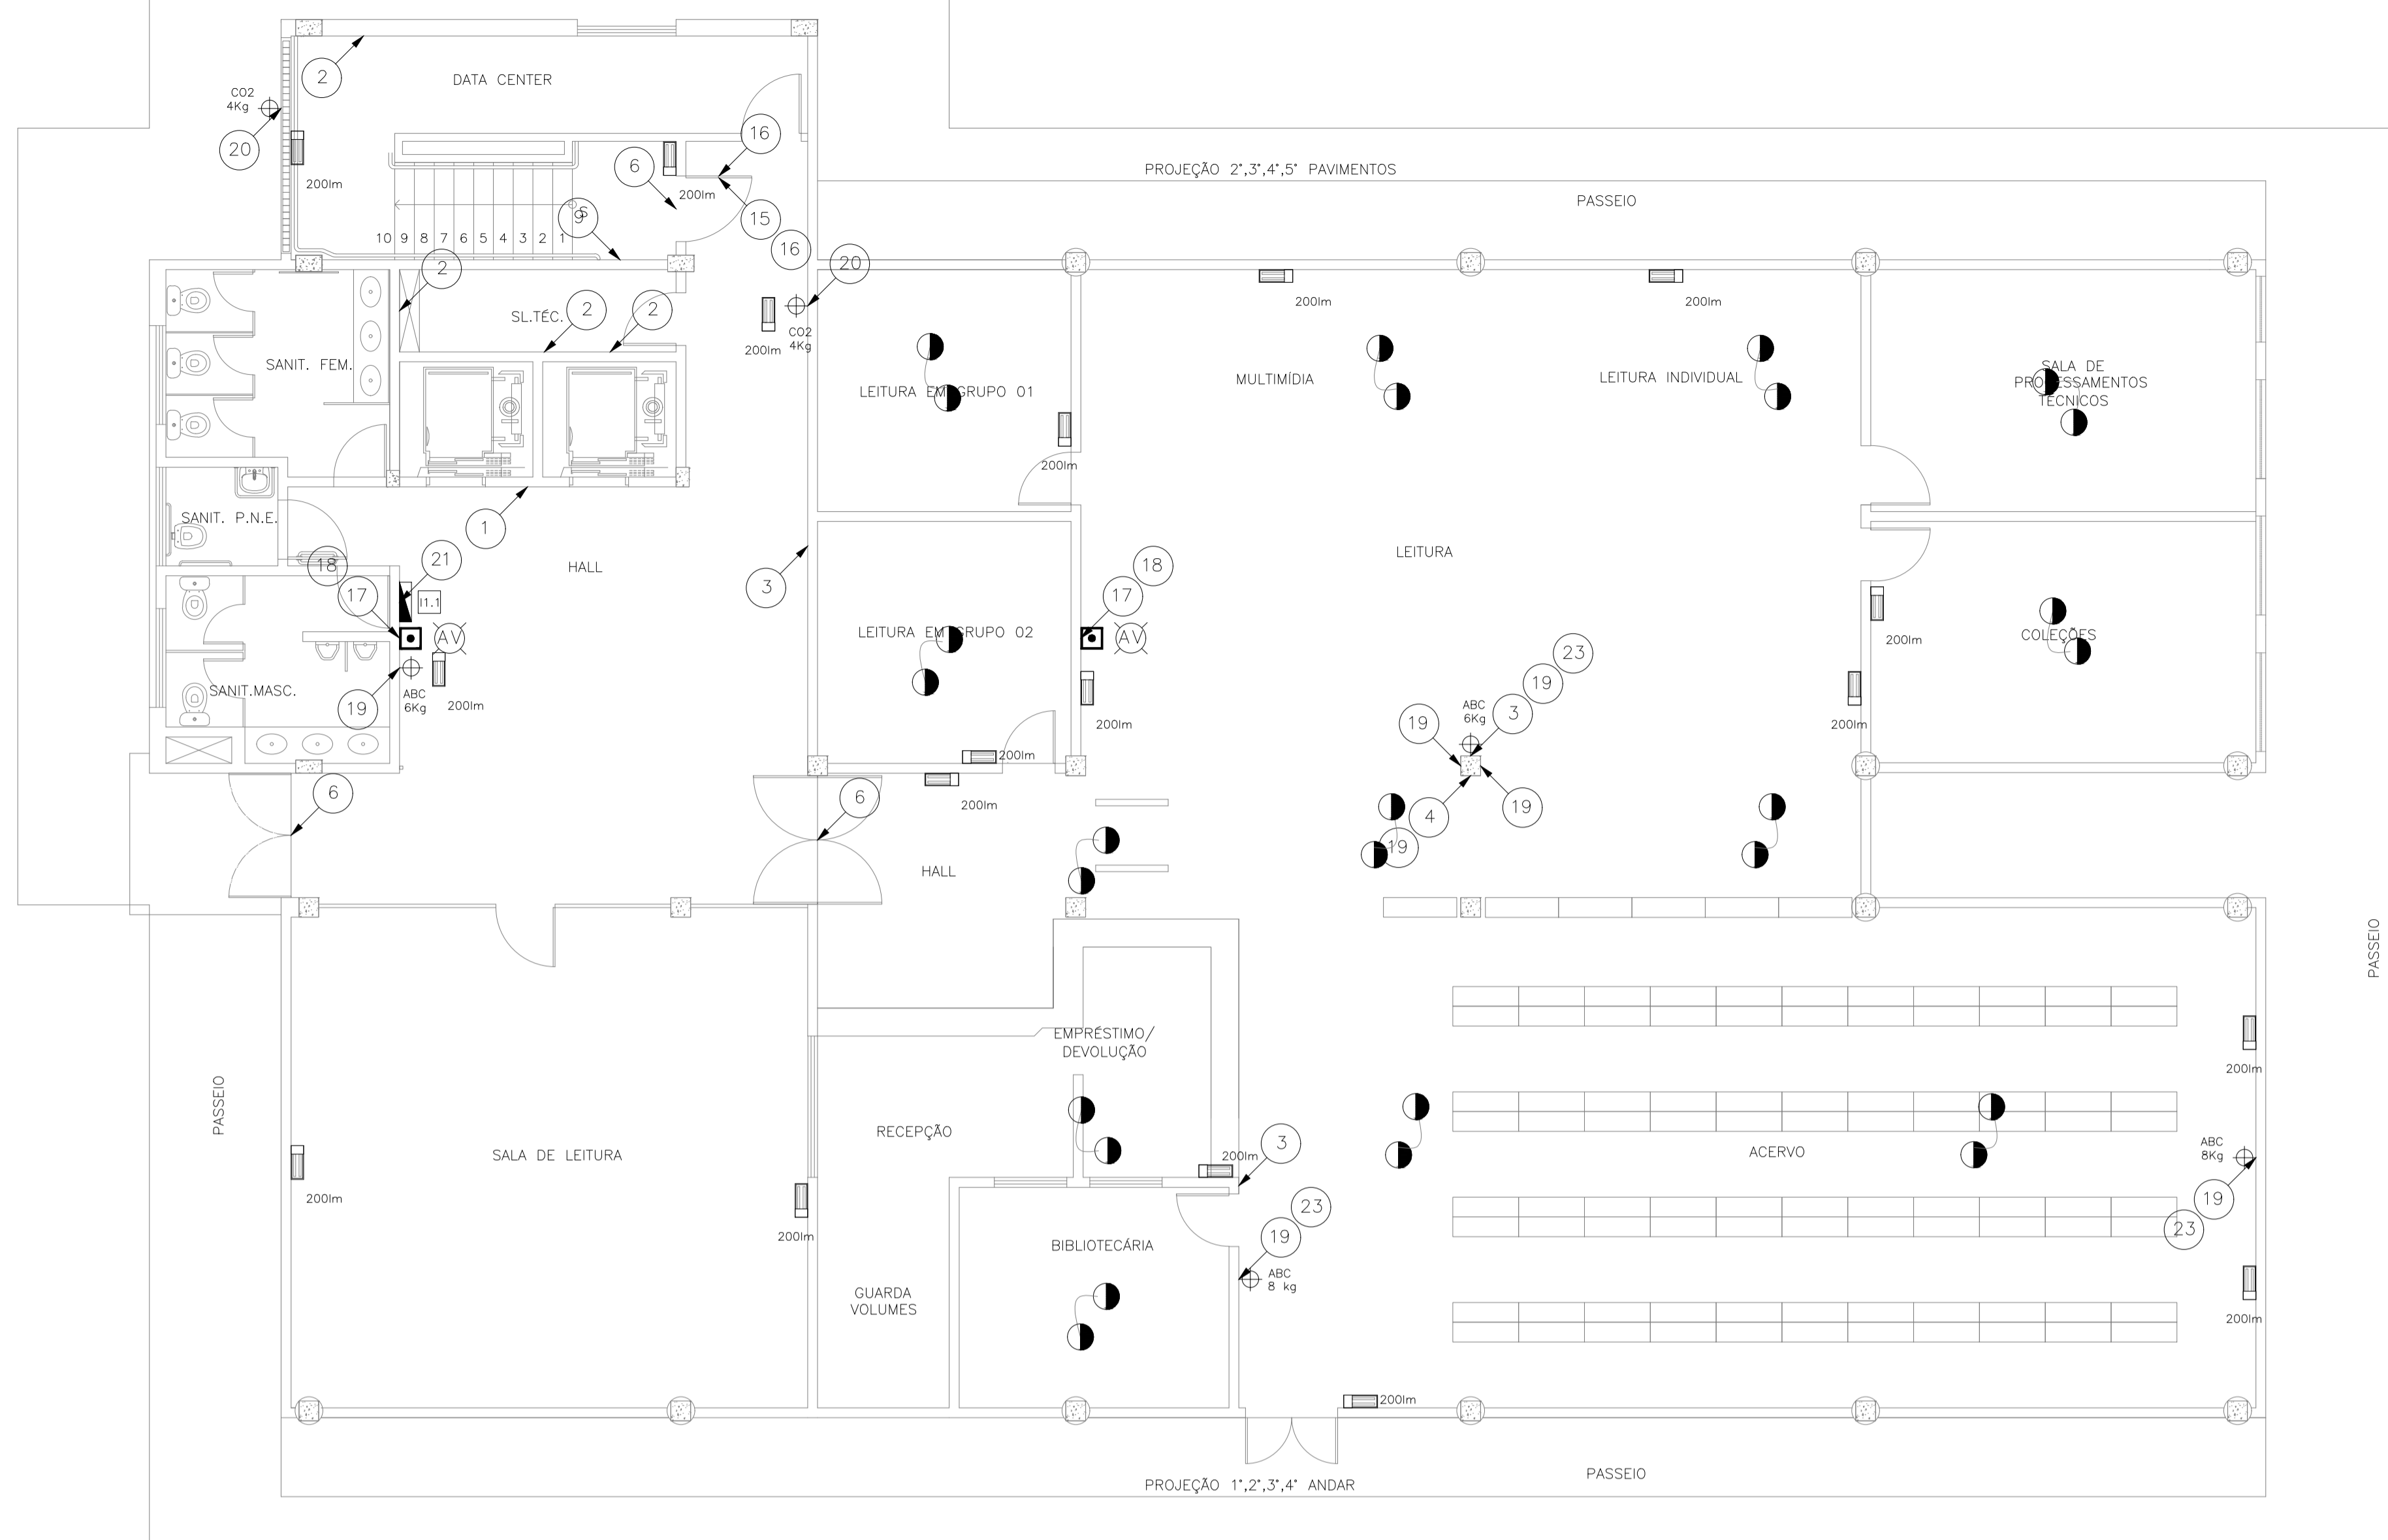 2
DATA CENTER
CO2
4Kg
20
16
6
200lm
200lm
15
9
S
16
10 9 8 7 6 5 4 3 2 1
PROJEÇÃO 2°,3°,4°,5° PAVIMENTOS
PASSEIO
2
20
SL.TÉC.
2
2
200lm
CO2
4Kg
200lm
200lm
SANIT. FEM.
LEITURA EM GRUPO 01
MULTIMÍDIA
LEITURA INDIVIDUAL
SALA DE
PROCESSAMENTOS
TÉCNICOS
200lm
SANIT. P.N.E.
1
18
21
HALL
3
17
I1.1
AV
18
17
AV
LEITURA
LEITURA EM GRUPO 02
COLEÇÕES
200lm
SANIT.MASC.
19
ABC
6Kg
200lm
200lm
23
19
3
ABC
6Kg
19
200lm
200lm
6
6
200lm
4
19
19
HALL
PASSEIO
EMPRÉSTIMO/
DEVOLUÇÃO
200lm
PASSEIO
RECEPÇÃO
SALA DE LEITURA
200lm
3
ACERVO
ABC
8Kg
200lm
200lm
23
19
19
23
BIBLIOTECÁRIA
ABC
8 kg
GUARDA
VOLUMES
200lm
200lm
PASSEIO
PROJEÇÃO 1°,2°,3°,4° ANDAR